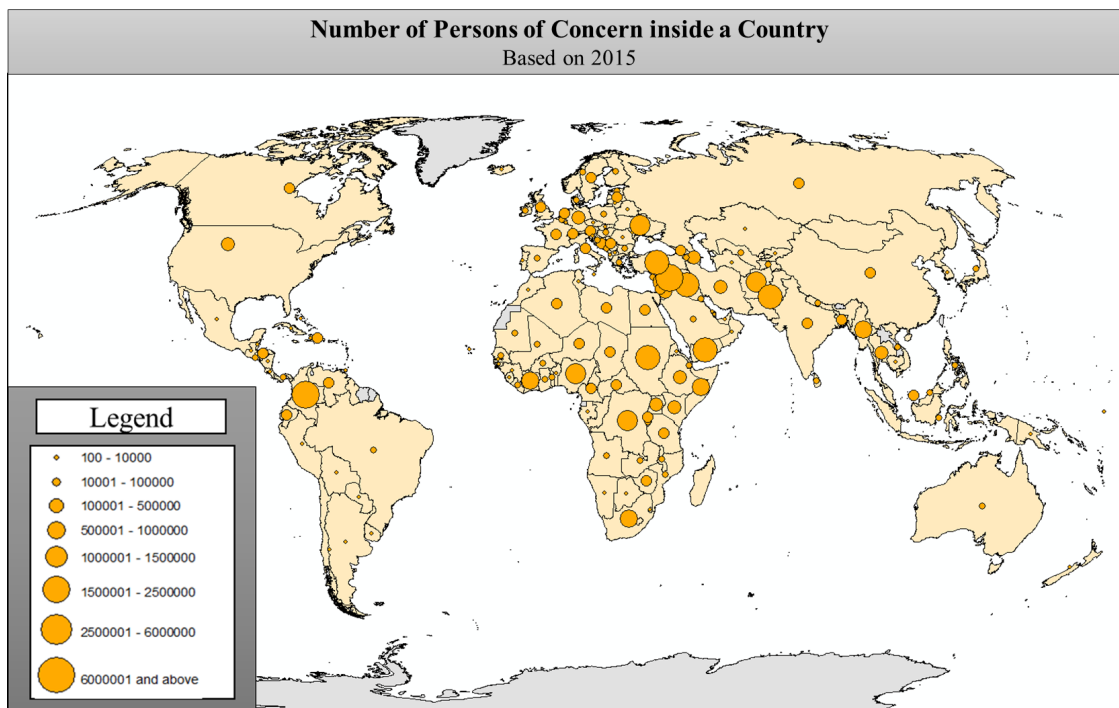 Number of Persons of Concern inside a Country
Based on 2015
Legend
100 - 10000
10001 - 100000
100001 - 500000
500001 - 1000000
1000001 - 1500000
1500001 - 2500000
2500001 - 6000000
6000001 and above